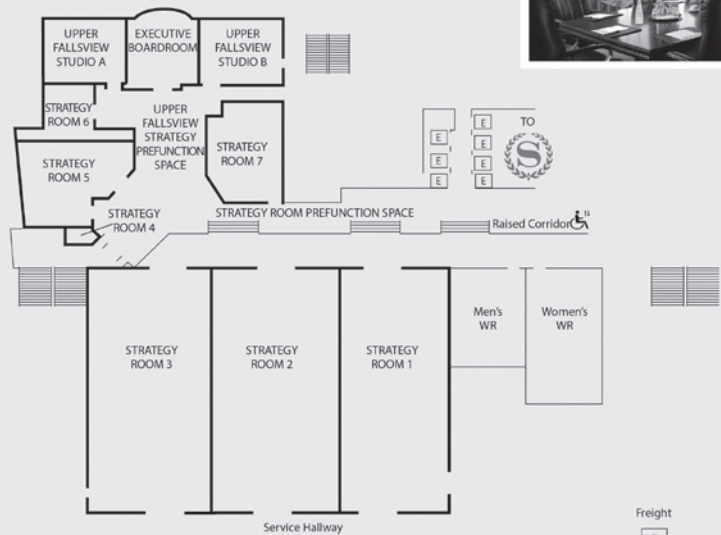 UPPER
FALLSVIEW
STUDIO A
EXECUTIVE
BOARDROOM
UPPER
FALLSVIEW
STUDIO B
STRATEGY
ROOM 6
UPPER
FALLSVIEW
STRATEGY
PREFUNCTION
SPACE
STRATEGY
ROOM 7
E
E
E
E
E
E
E
TO
S
STRATEGY
ROOM 5
STRATEGY
ROOM 4
STRATEGY ROOM PREFUNCTION SPACE
Raised Corridor
STRATEGY
ROOM 3
STRATEGY
ROOM 2
STRATEGY
ROOM 1
Men's
WR
Women's
WR
Service Hallway
Freight